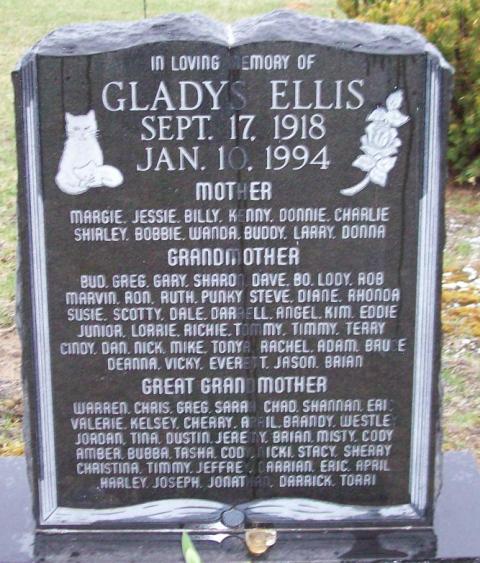 IN LOVING MEMORY OF
GLADYS ELLIS
SEPT. 17, 1918
JAN. 10, 1994
MOTHER
MARGIE, JESSIE, BILLY, KENNY, DONNIE, CHARLIE
SHIRLEY, BOBBIE, WANDA, BUDDY, LARRY, DONNA
GRANDMOTHER
BUD, GREG, GARY, SHARON, DAVE, BO, LODY, ROB
MARVIN, RON, RUTH, PUNKY, STEVE, DIANE, RHONDA
SUSIE, SCOTTY, DALE, DARRELL, ANGEL, KIM, EDDIE
JUNIOR, LORRIE, RICHIE, TOMMY, TIMMY, TERRY
CINDY, DAN, NICK, MIKE, TONYA, RACHEL, ADAM, BRUCE
DEANNA, VICKY, EVERETT, JASON, BRIAN
GREAT GRANDMOTHER
WARREN, CHRIS, GREG, SARAH, CHAD, SHANNAN, ERIC
VALERIE, KELSEY, CHERRY, APRIL, BRANDY, WESTLEY
JORDAN, TINA, DUSTIN, JEREMY, BRIAN, MISTY, CODY
AMBER, BUBBA, TASHA, CODY, NICKI, STACY, SHERRY
CHRISTINA, TIMMY, JEFFREY, CARRIAN, ERIC, APRIL
HARLEY, JOSEPH, JONATHAN, DARRICK, TORRI